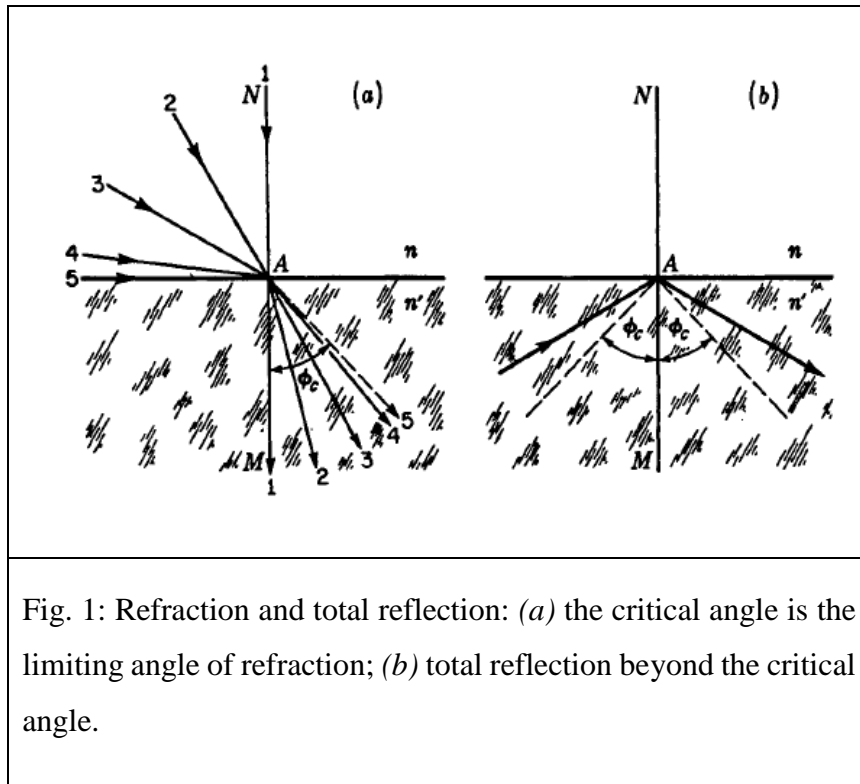 1
N
(a)
2
3
4
5
A
n
n'
ϕc
5
4
3
M
2
1
N
(b)
A
n
n'
ϕc ϕc
M
Fig. 1: Refraction and total reflection: (a) the critical angle is the
limiting angle of refraction; (b) total reflection beyond the critical
angle.